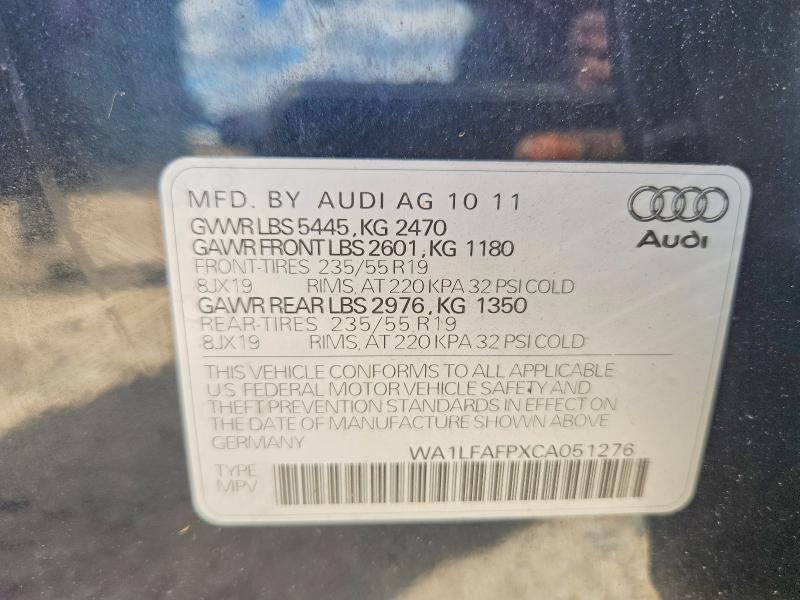 MFD. BY AUDI AG 10 11
GVWR LBS 5445, KG 2470
GAWR FRONT LBS 2601, KG 1180
FRONT-TIRES 235/55 R19
8JX19 RIMS, AT 220 KPA 32 PSI COLD
GAWR REAR LBS 2976, KG 1350
REAR-TIRES 235/55 R19
8JX19 RIMS, AT 220 KPA 32 PSI COLD
Audi
THIS VEHICLE CONFORMS TO ALL APPLICABLE
U.S. FEDERAL MOTOR VEHICLE SAFETY AND
THEFT PREVENTION STANDARDS IN EFFECT ON
THE DATE OF MANUFACTURE SHOWN ABOVE
GERMANY WA1LFAFPXCA051276
TYPE
MPV